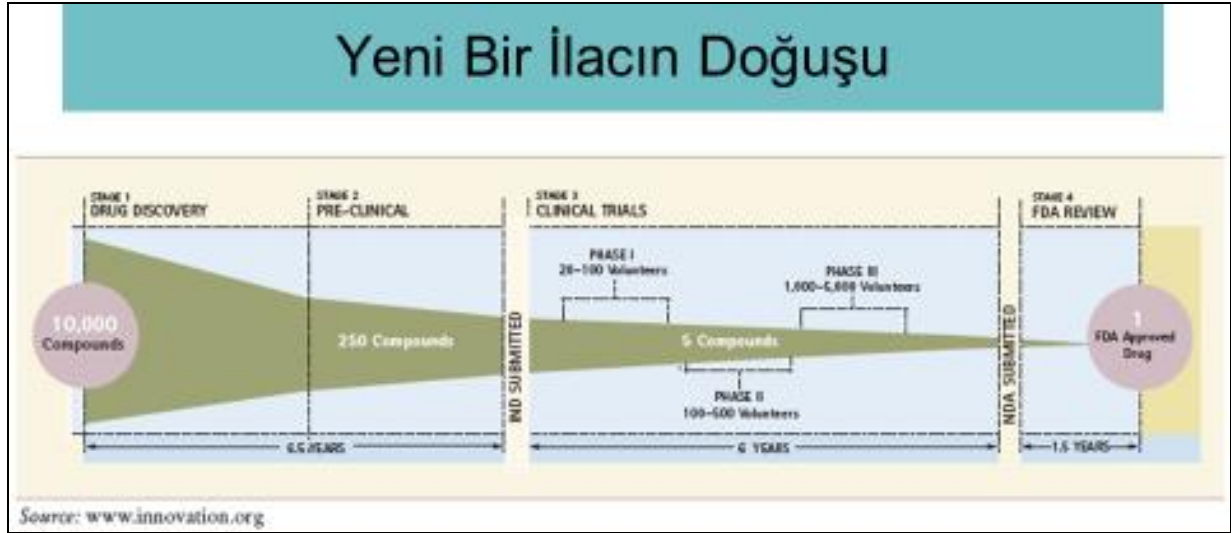 Yeni Bir İlacın Doğuşu
STAGE 1
DRUG DISCOVERY
STAGE 2
PRE-CLINICAL
STAGE 3
CLINICAL TRIALS
STAGE 4
FDA REVIEW
PHASE I
20–100 Volunteers
PHASE III
1,000–5,000 Volunteers
10,000
Compounds
250 Compounds
IND SUBMITTED
5 Compounds
NDA SUBMITTED
1
FDA Approved
Drug
PHASE II
100–500 Volunteers
6.5 YEARS
6 YEARS
1.5 YEARS
Source: www.innovation.org